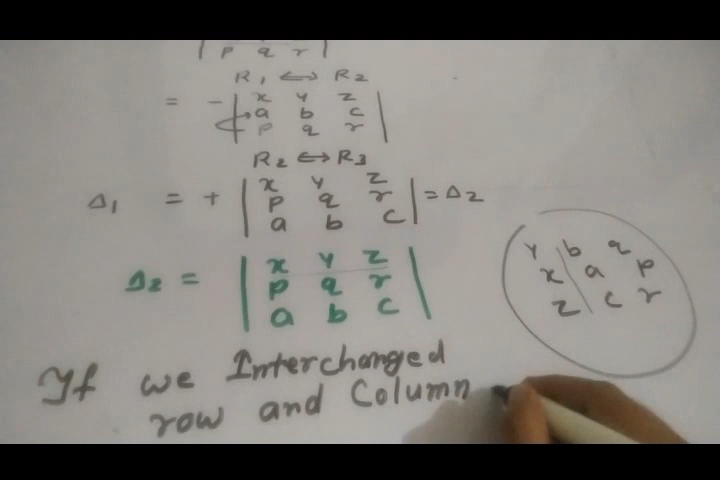 | p q r |
R1 ⟺ R2
= - | x y z |
| a b c |
| p q r |
R2 ⟺ R3
| x y z |
Δ1 = + | p q r | = Δ2
| a b c |
| x y z |
Δ2 = | p q r |
| a b c |
y b q
x a p
z c r
If we Interchanged
row and Column